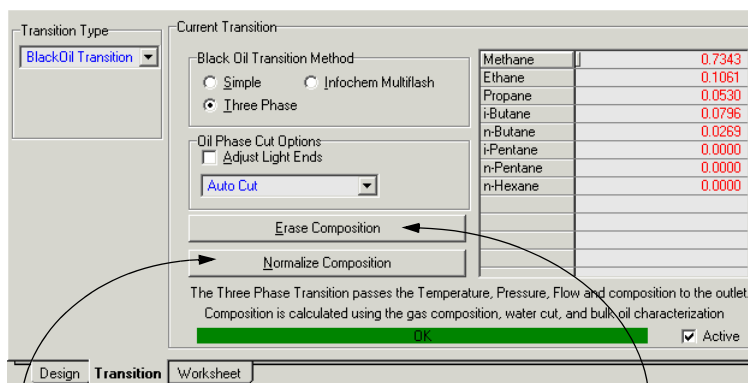 Transition Type
BlackOil Transition
Current Transition
Black Oil Transition Method
Simple
Infochem Multiflash
Three Phase
Oil Phase Cut Options
Adjust Light Ends
Auto Cut
Erase Composition
Normalize Composition
Methane 0.7343
Ethane 0.1061
Propane 0.0530
i-Butane 0.0796
n-Butane 0.0269
i-Pentane 0.0000
n-Pentane 0.0000
n-Hexane 0.0000
The Three Phase Transition passes the Temperature, Pressure, Flow and composition to the outlet
Composition is calculated using the gas composition, water cut, and bulk oil characterization
OK
Active
Design Transition Worksheet